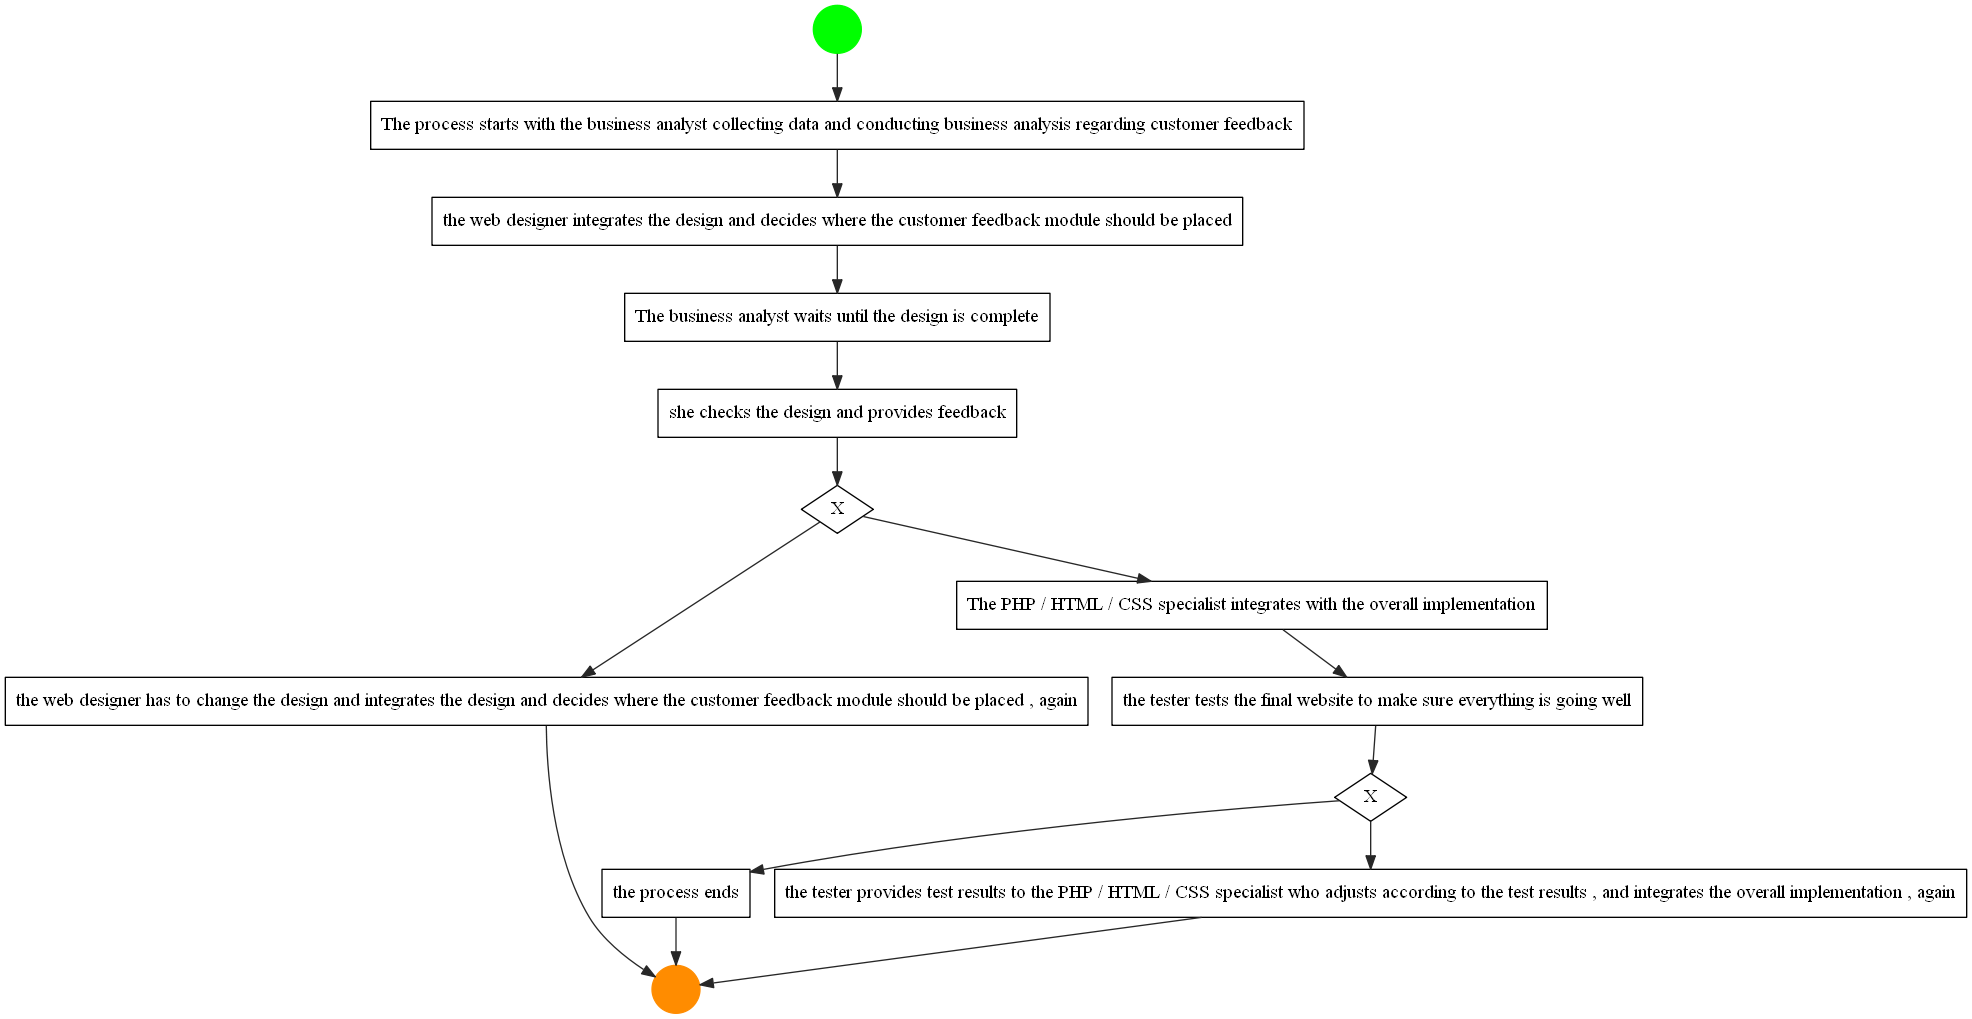 The process starts with the business analyst collecting data and conducting business analysis regarding customer feedback
the web designer integrates the design and decides where the customer feedback module should be placed
The business analyst waits until the design is complete
she checks the design and provides feedback
X
The PHP / HTML / CSS specialist integrates with the overall implementation
the web designer has to change the design and integrates the design and decides where the customer feedback module should be placed , again
the tester tests the final website to make sure everything is going well
X
the process ends
the tester provides test results to the PHP / HTML / CSS specialist who adjusts according to the test results , and integrates the overall implementation , again